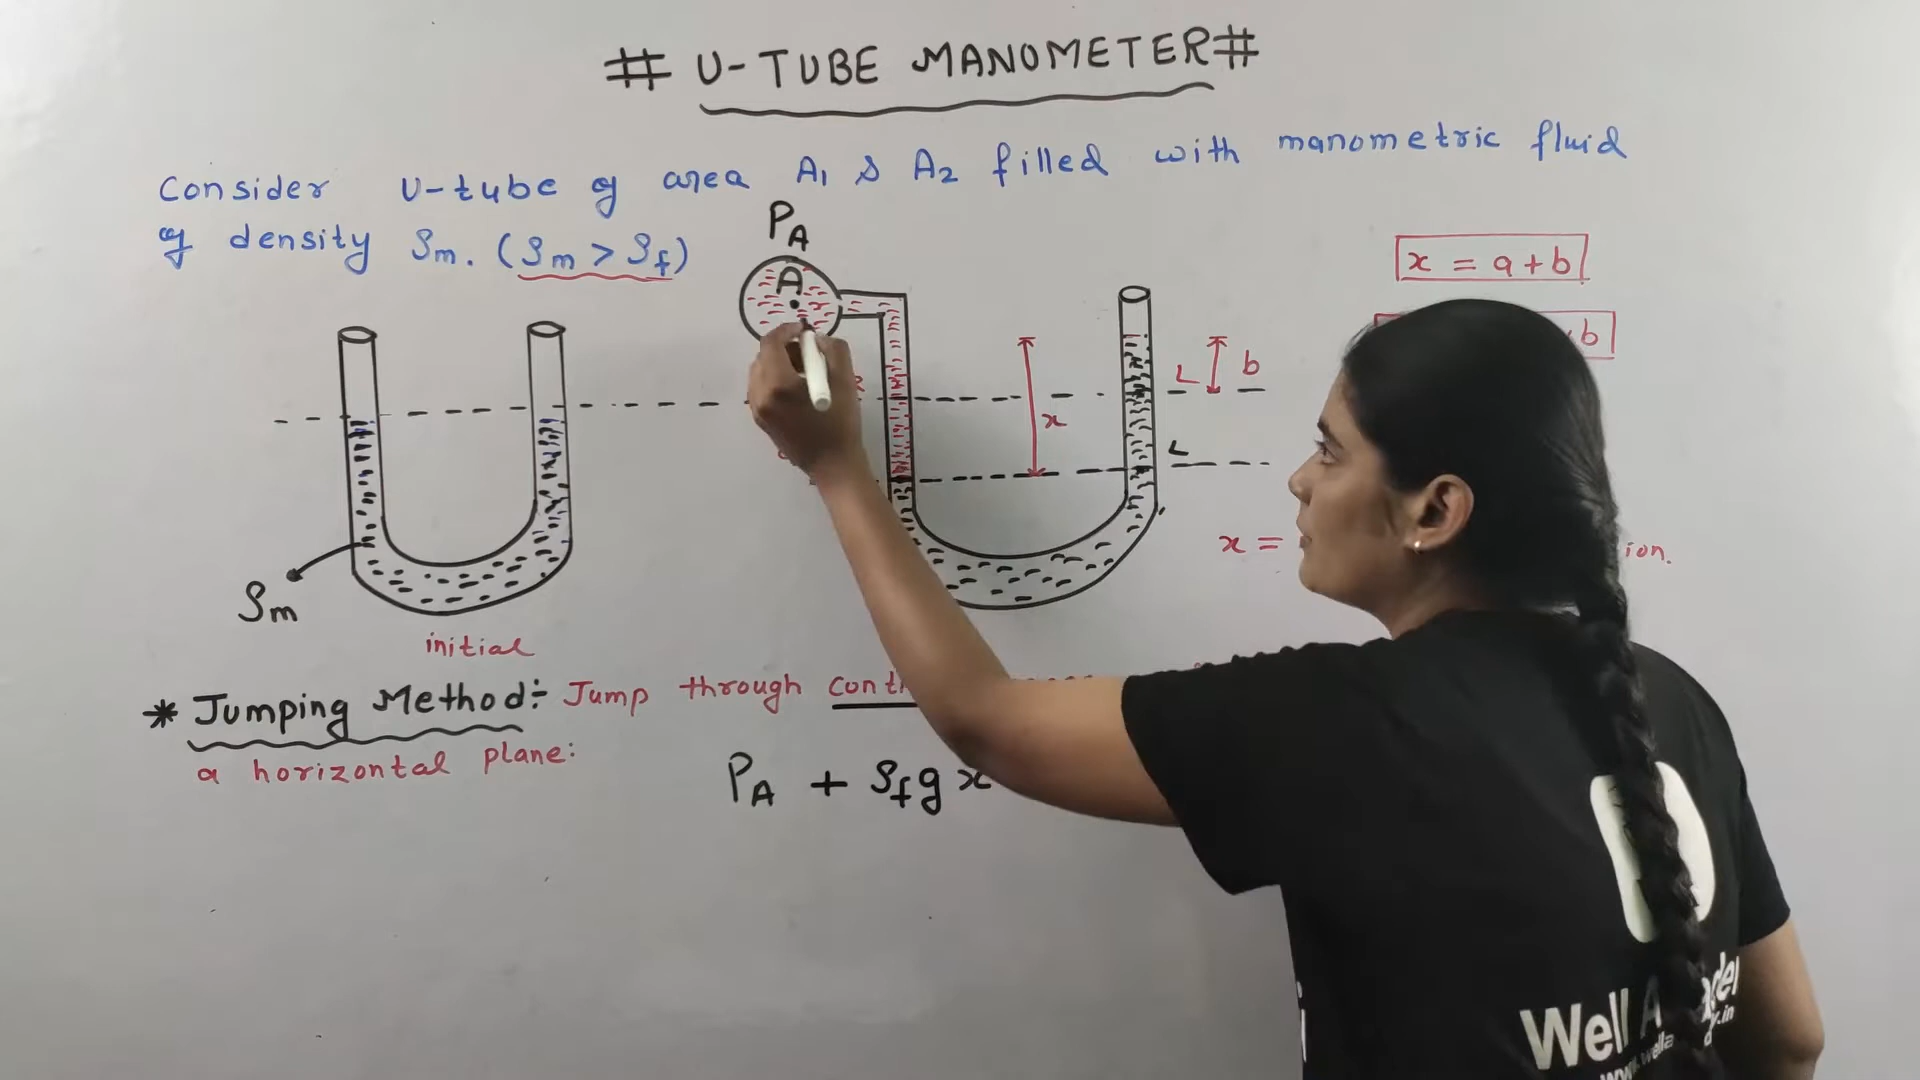 # U-TUBE MANOMETER #
Consider U-tube of area A₁ & A₂ filled with manometric fluid
of density ρm. (ρm > ρf)
PA
A
x = a+b
b
L b
x
L
x =
ion.
ρm
initial
* Jumping Method:- Jump through
a horizontal plane:
PA + ρf g x
Well